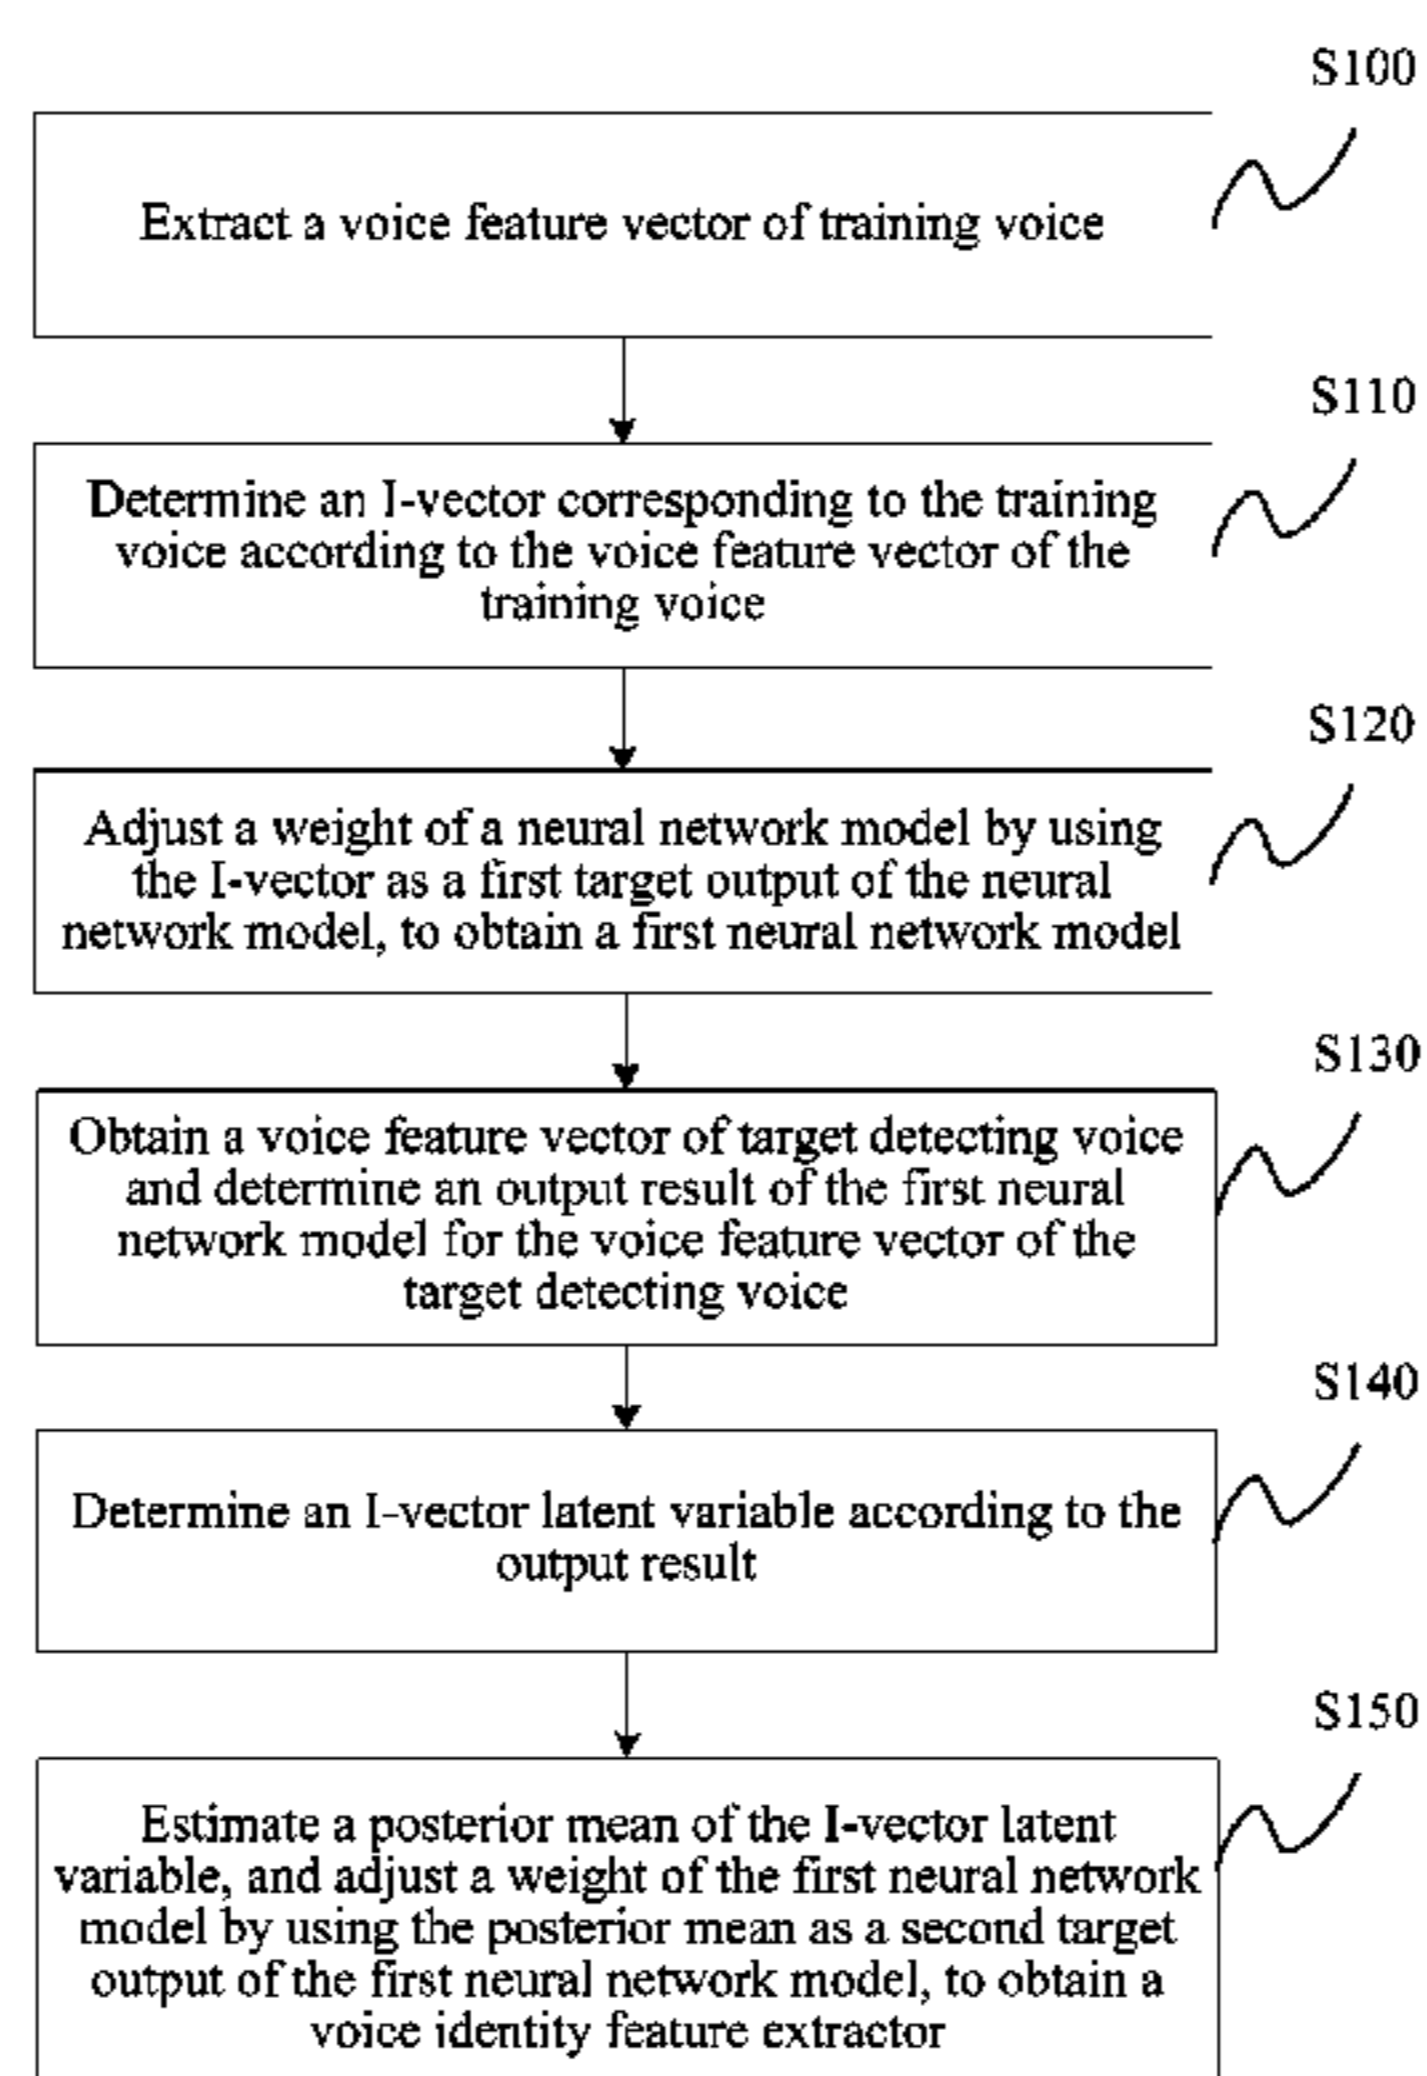 S100
Extract a voice feature vector of training voice
S110
Determine an I-vector corresponding to the training
voice according to the voice feature vector of the
training voice
S120
Adjust a weight of a neural network model by using
the I-vector as a first target output of the neural
network model, to obtain a first neural network model
S130
Obtain a voice feature vector of target detecting voice
and determine an output result of the first neural
network model for the voice feature vector of the
target detecting voice
S140
Determine an I-vector latent variable according to the
output result
S150
Estimate a posterior mean of the I-vector latent
variable, and adjust a weight of the first neural network
model by using the posterior mean as a second target
output of the first neural network model, to obtain a
voice identity feature extractor